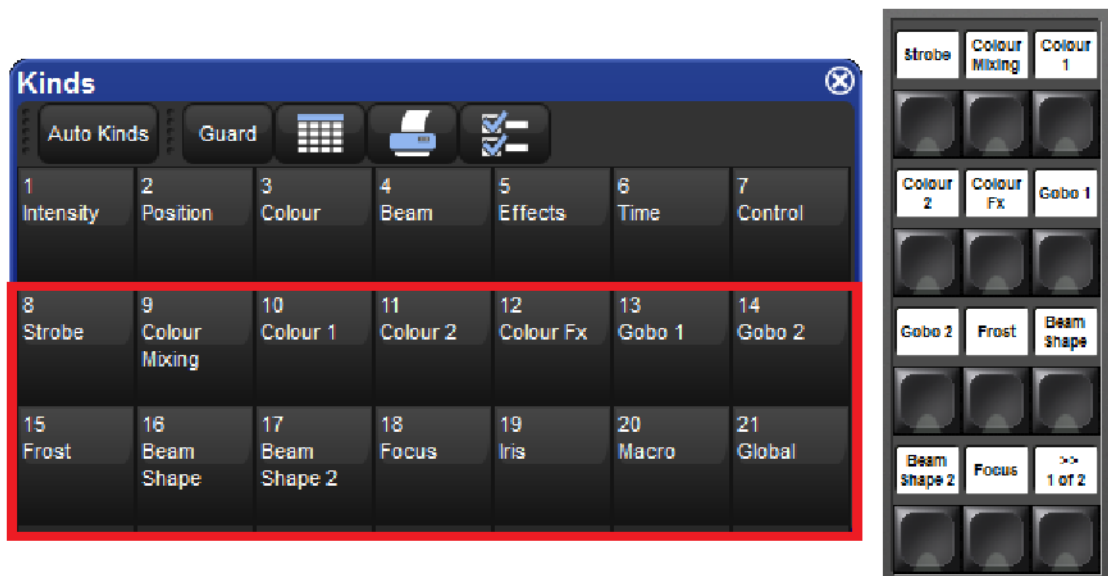 Kinds
Auto Kinds
Guard
1
Intensity
2
Position
3
Colour
4
Beam
5
Effects
6
Time
7
Control
8
Strobe
9
Colour
Mixing
10
Colour 1
11
Colour 2
12
Colour Fx
13
Gobo 1
14
Gobo 2
15
Frost
16
Beam
Shape
17
Beam
Shape 2
18
Focus
19
Iris
20
Macro
21
Global
Strobe
Colour
Mixing
Colour
1
Colour
2
Colour
Fx
Gobo 1
Gobo 2
Frost
Beam
Shape
Beam
Shape 2
Focus
>>
1 of 2